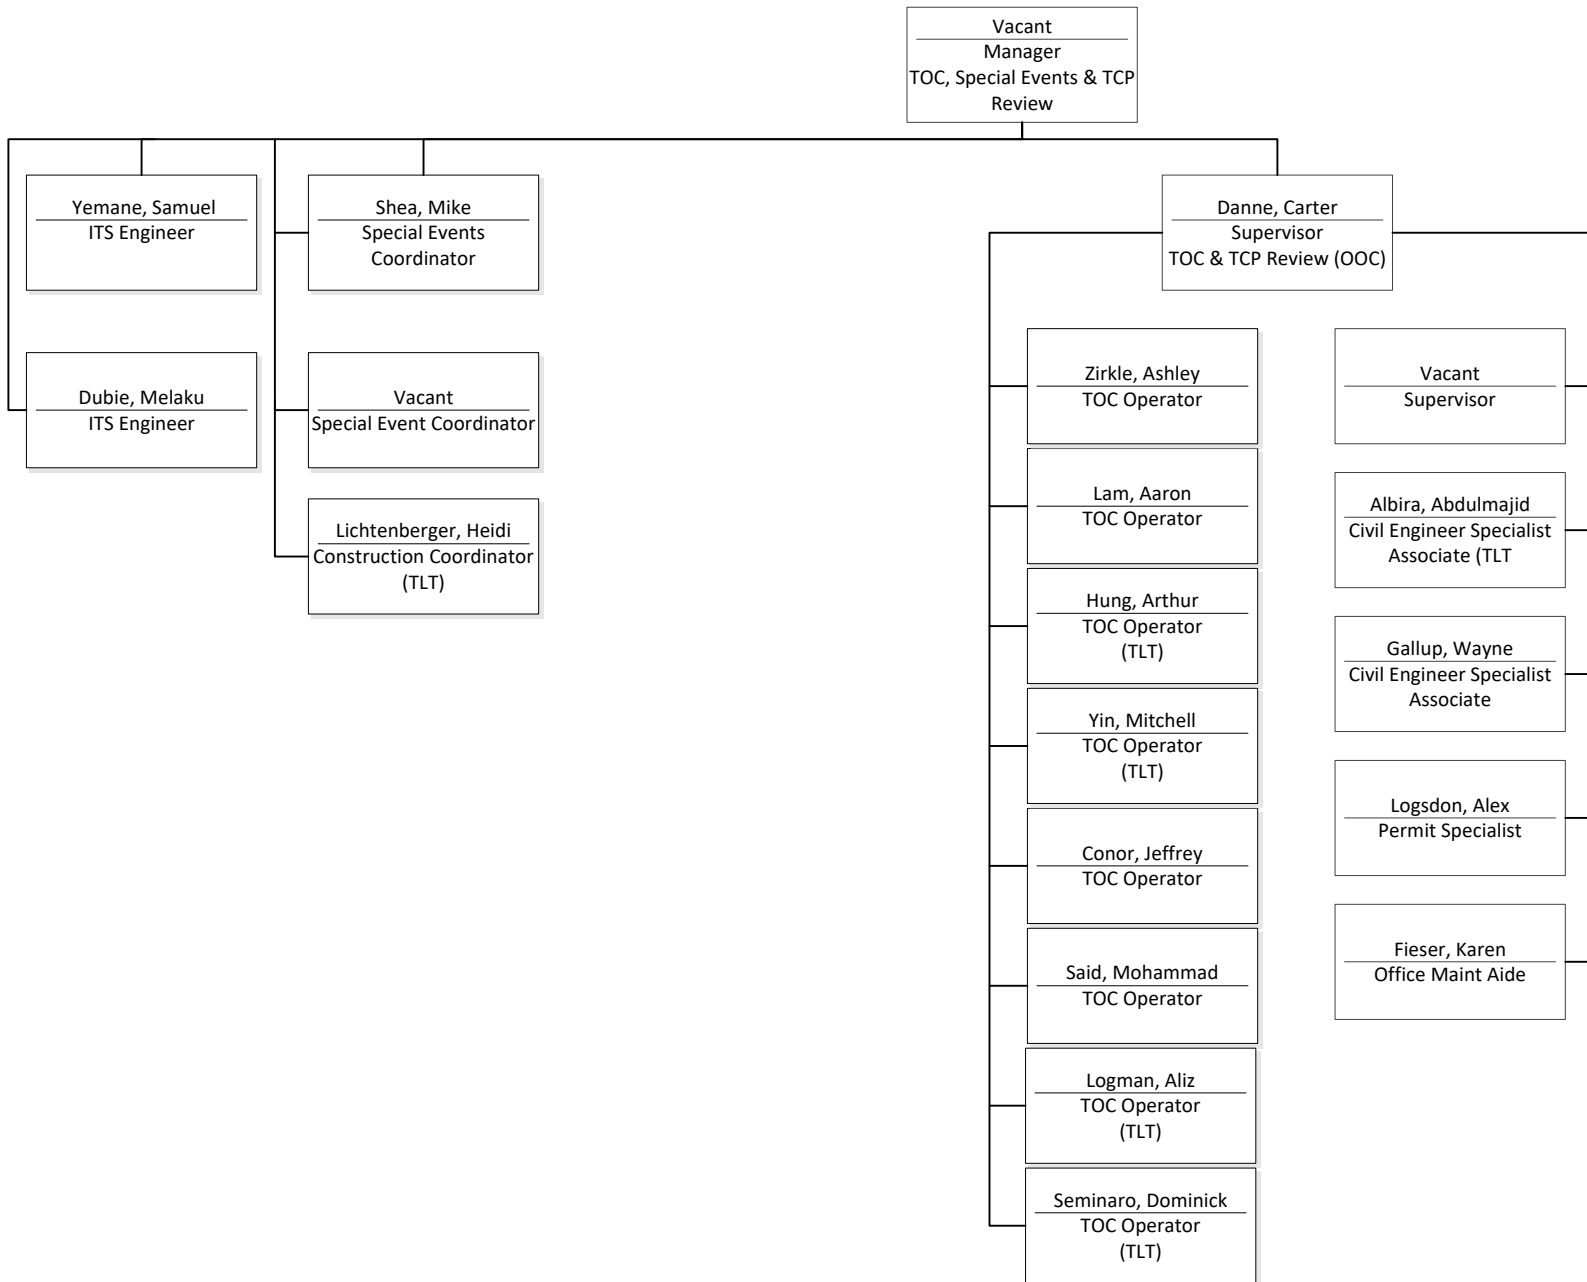 Vacant
Manager
TOC, Special Events & TCP
Review
Yemane, Samuel
ITS Engineer
Shea, Mike
Special Events
Coordinator
Danne, Carter
Supervisor
TOC & TCP Review (OOC)
Dubie, Melaku
ITS Engineer
Vacant
Special Event Coordinator
Lichtenberger, Heidi
Construction Coordinator
(TLT)
Zirkle, Ashley
TOC Operator
Lam, Aaron
TOC Operator
Hung, Arthur
TOC Operator
(TLT)
Yin, Mitchell
TOC Operator
(TLT)
Conor, Jeffrey
TOC Operator
Said, Mohammad
TOC Operator
Logman, Aliz
TOC Operator
(TLT)
Seminaro, Dominick
TOC Operator
(TLT)
Vacant
Supervisor
Albira, Abdulmajid
Civil Engineer Specialist
Associate (TLT
Gallup, Wayne
Civil Engineer Specialist
Associate
Logsdon, Alex
Permit Specialist
Fieser, Karen
Office Maint Aide